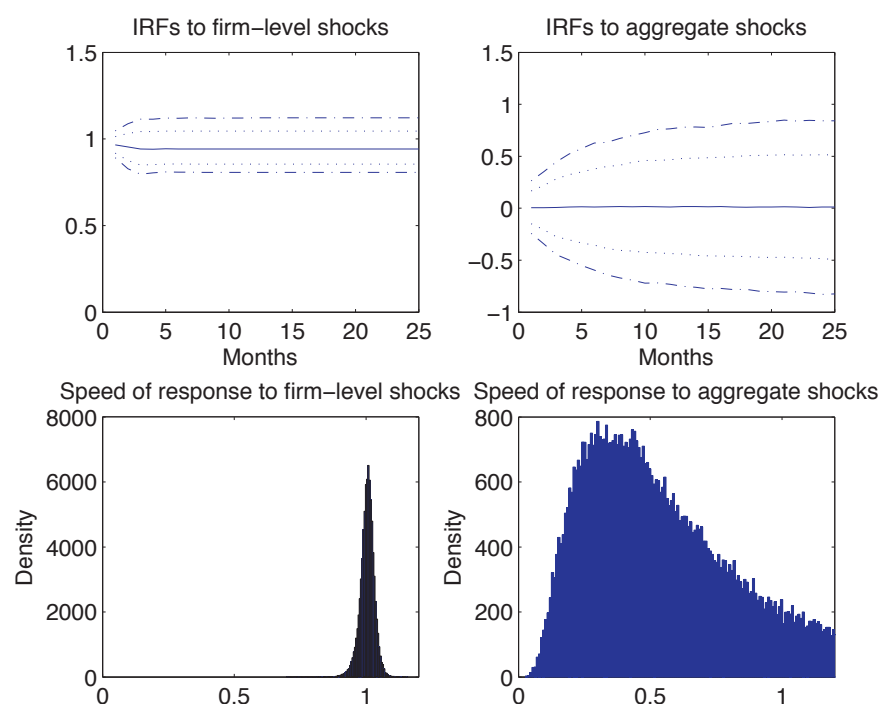 IRFs to firm−level shocks
1.5
1
0.5
0
0 5 10 15 20 25
Months
IRFs to aggregate shocks
1.5
1
0.5
0
−0.5
−1
0 5 10 15 20 25
Months
Speed of response to firm−level shocks
8000
6000
4000
2000
0
Density
0 0.5 1
Speed of response to aggregate shocks
800
600
400
200
0
Density
0 0.5 1